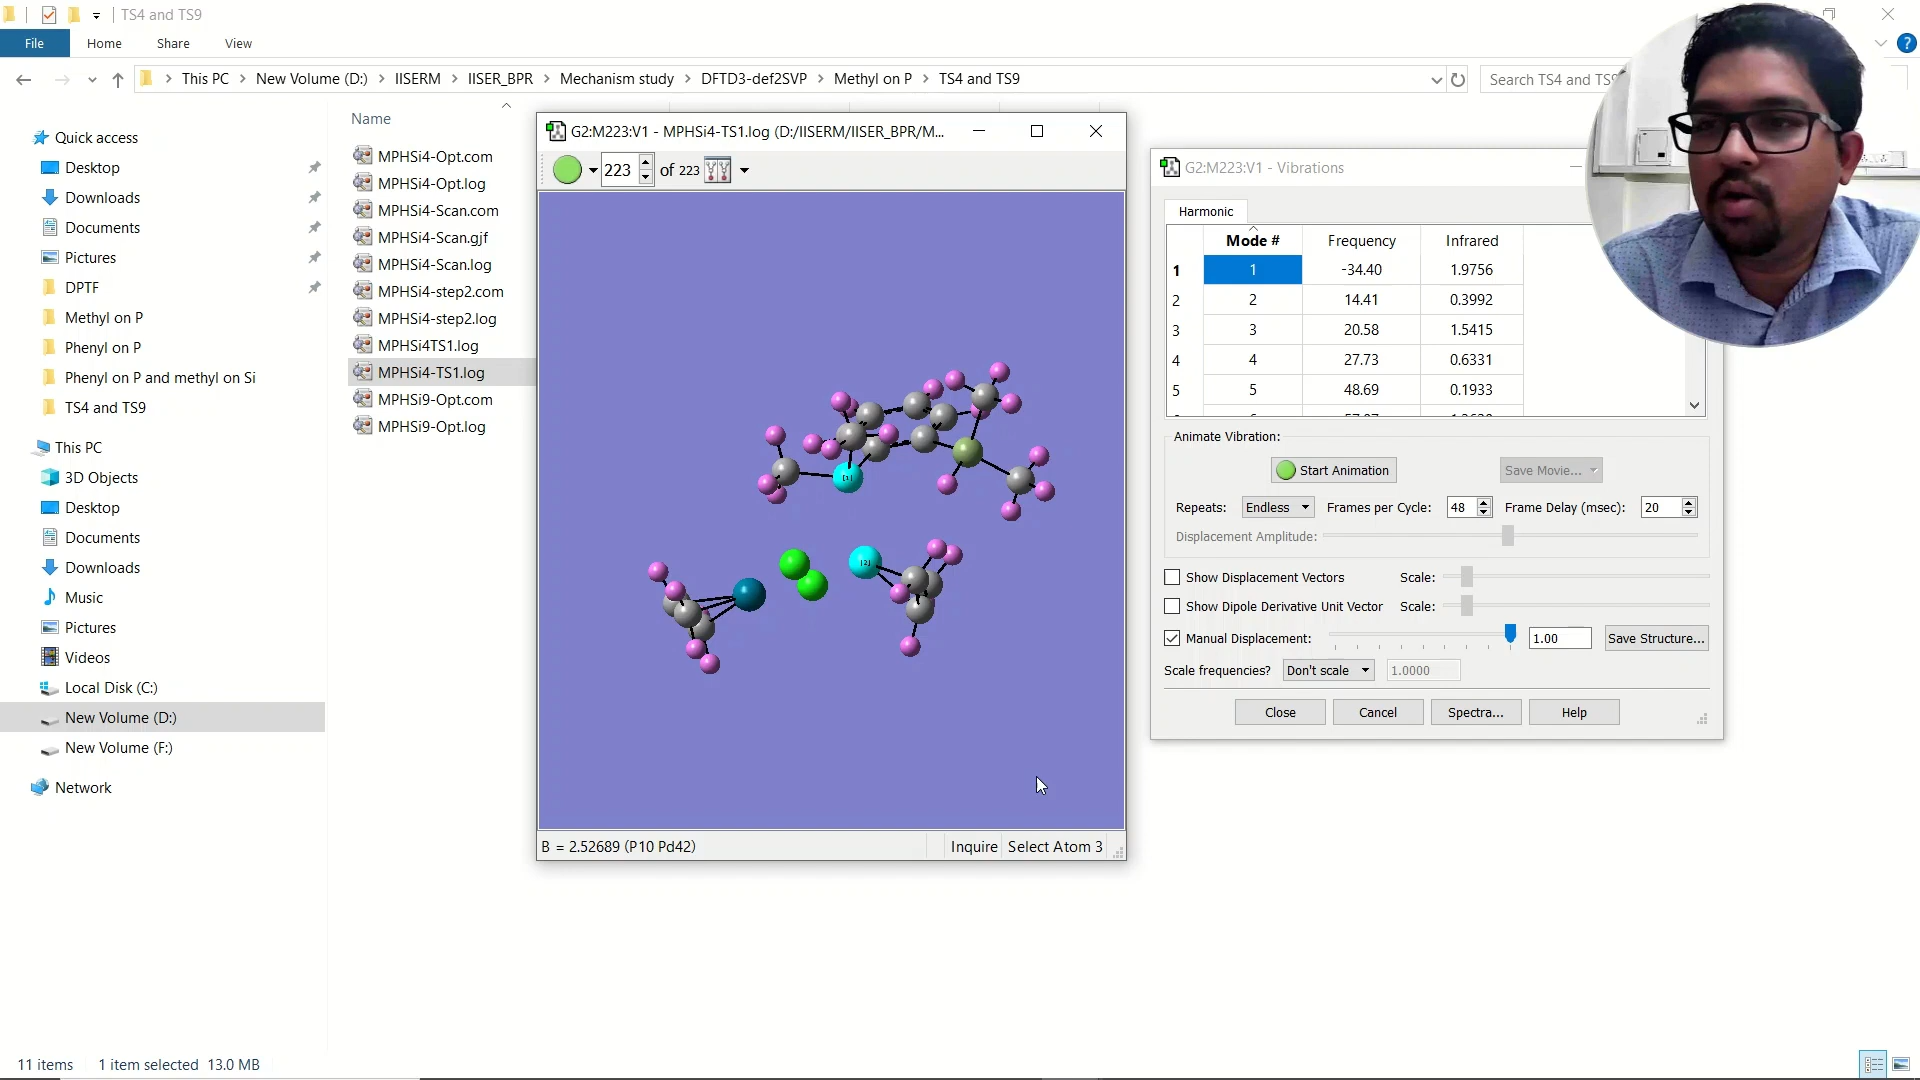 TS4 and TS9
File Home Share View
This PC New Volume (D:) IISERM IISER_BPR Mechanism study DFTD3-def2SVP Methyl on P TS4 and TS9
Search TS4 and TS9
Quick access
Desktop
Downloads
Documents
Pictures
DPTF
Methyl on P
Phenyl on P
Phenyl on P and methyl on Si
TS4 and TS9
This PC
3D Objects
Desktop
Documents
Downloads
Music
Pictures
Videos
Local Disk (C:)
New Volume (D:)
New Volume (F:)
Network
Name
MPHSi4-Opt.com
MPHSi4-Opt.log
MPHSi4-Scan.com
MPHSi4-Scan.gjf
MPHSi4-Scan.log
MPHSi4-step2.com
MPHSi4-step2.log
MPHSi4TS1.log
MPHSi4-TS1.log
MPHSi9-Opt.com
MPHSi9-Opt.log
G2:M223:V1 - MPHSi4-TS1.log (D:/IISERM/IISER_BPR/M...
223 of 223
[1]
[2]
B = 2.52689 (P10 Pd42) Inquire Select Atom 3
G2:M223:V1 - Vibrations
Harmonic
Mode # Frequency Infrared
1 1 -34.40 1.9756
2 2 14.41 0.3992
3 3 20.58 1.5415
4 4 27.73 0.6331
5 5 48.69 0.1933
Animate Vibration:
Start Animation Save Movie...
Repeats: Endless Frames per Cycle: 48 Frame Delay (msec): 20
Displacement Amplitude:
Show Displacement Vectors Scale:
Show Dipole Derivative Unit Vector Scale:
Manual Displacement: 1.00 Save Structure...
Scale frequencies? Don't scale 1.0000
Close Cancel Spectra... Help
11 items 1 item selected 13.0 MB